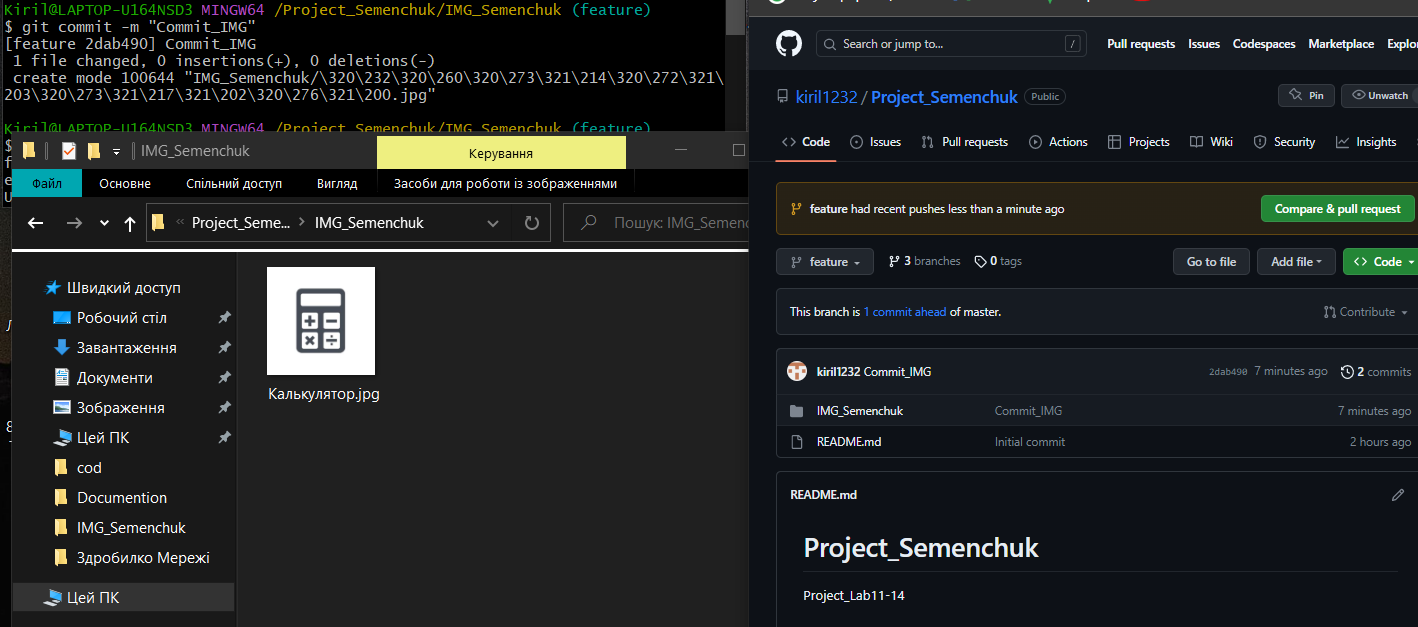 Kiril@LAPTOP-U164NSD3 MINGW64 /Project_Semenchuk/IMG_Semenchuk (feature)
$ git commit -m "Commit_IMG"
[feature 2dab490] Commit_IMG
1 file changed, 0 insertions(+), 0 deletions(-)
create mode 100644 "IMG_Semenchuk/\320\232\320\260\320\273\321\214\320\272\321\
203\320\273\321\217\321\202\320\276\321\200.jpg"
Kiril@LAPTOP-U164NSD3 MINGW64 /Project_Semenchuk/IMG_Semenchuk (feature)
$
IMG_Semenchuk
Керування
Файл
Основне
Спільний доступ
Вигляд
Засоби для роботи із зображеннями
Project_Seme...
IMG_Semenchuk
Пошук: IMG_Semen
Швидкий доступ
Робочий стіл
Завантаження
Документи
Зображення
Цей ПК
cod
Documention
IMG_Semenchuk
Здробилко Мережі
Цей ПК
Калькулятор.jpg
Search or jump to...
/
Pull requests
Issues
Codespaces
Marketplace
Explo
kiril1232 / Project_Semenchuk
Public
Pin
Unwatch
Code
Issues
Pull requests
Actions
Projects
Wiki
Security
Insights
feature had recent pushes less than a minute ago
Compare & pull request
feature
3 branches
0 tags
Go to file
Add file
Code
This branch is 1 commit ahead of master.
Contribute
kiril1232 Commit_IMG
2dab490 7 minutes ago
2 commits
IMG_Semenchuk
Commit_IMG
7 minutes ago
README.md
Initial commit
2 hours ago
README.md
Project_Semenchuk
Project_Lab11-14